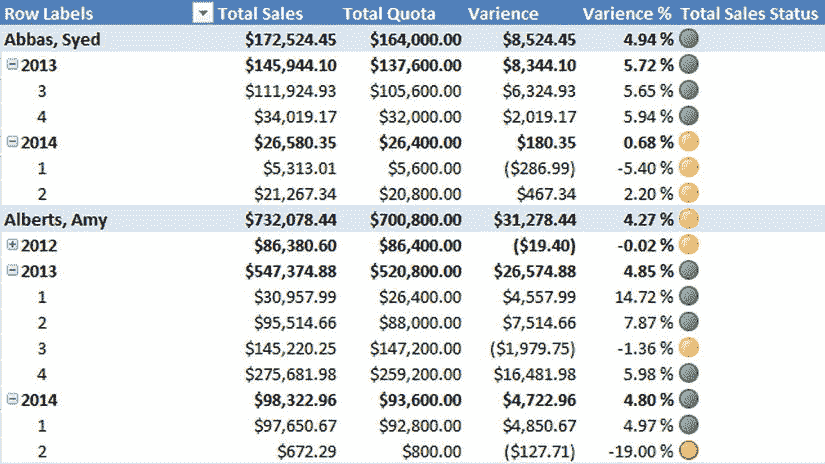 Row Labels Total Sales Total Quota Varience Varience % Total Sales Status
Abbas, Syed $172,524.45 $164,000.00 $8,524.45 4.94 %
2013 $145,944.10 $137,600.00 $8,344.10 5.72 %
3 $111,924.93 $105,600.00 $6,324.93 5.65 %
4 $34,019.17 $32,000.00 $2,019.17 5.94 %
2014 $26,580.35 $26,400.00 $180.35 0.68 %
1 $5,313.01 $5,600.00 ($286.99) -5.40 %
2 $21,267.34 $20,800.00 $467.34 2.20 %
Alberts, Amy $732,078.44 $700,800.00 $31,278.44 4.27 %
2012 $86,380.60 $86,400.00 ($19.40) -0.02 %
2013 $547,374.88 $520,800.00 $26,574.88 4.85 %
1 $30,957.99 $26,400.00 $4,557.99 14.72 %
2 $95,514.66 $88,000.00 $7,514.66 7.87 %
3 $145,220.25 $147,200.00 ($1,979.75) -1.36 %
4 $275,681.98 $259,200.00 $16,481.98 5.98 %
2014 $98,322.96 $93,600.00 $4,722.96 4.80 %
1 $97,650.67 $92,800.00 $4,850.67 4.97 %
2 $672.29 $800.00 ($127.71) -19.00 %